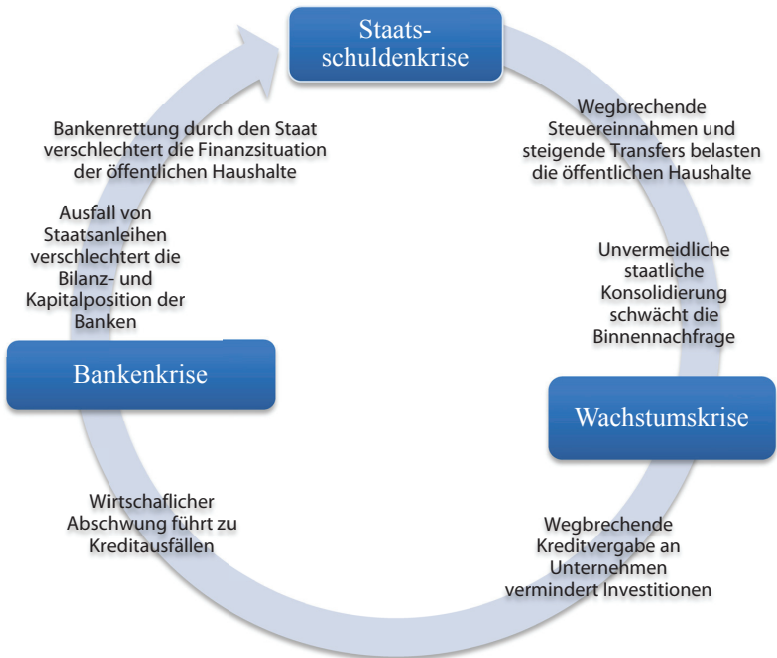 Staats-
schuldenkrise
Wegbrechende
Steuereinnahmen und
steigende Transfers belasten
die öffentlichen Haushalte
Unvermeidliche
staatliche
Konsolidierung
schwächt die
Binnennachfrage
Wachstumskrise
Wegbrechende
Kreditvergabe an
Unternehmen
vermindert Investitionen
Wirtschaflicher
Abschwung führt zu
Kreditausfällen
Bankenkrise
Ausfall von
Staatsanleihen
verschlechtert die
Bilanz- und
Kapitalposition der
Banken
Bankenrettung durch den Staat
verschlechtert die Finanzsituation
der öffentlichen Haushalte